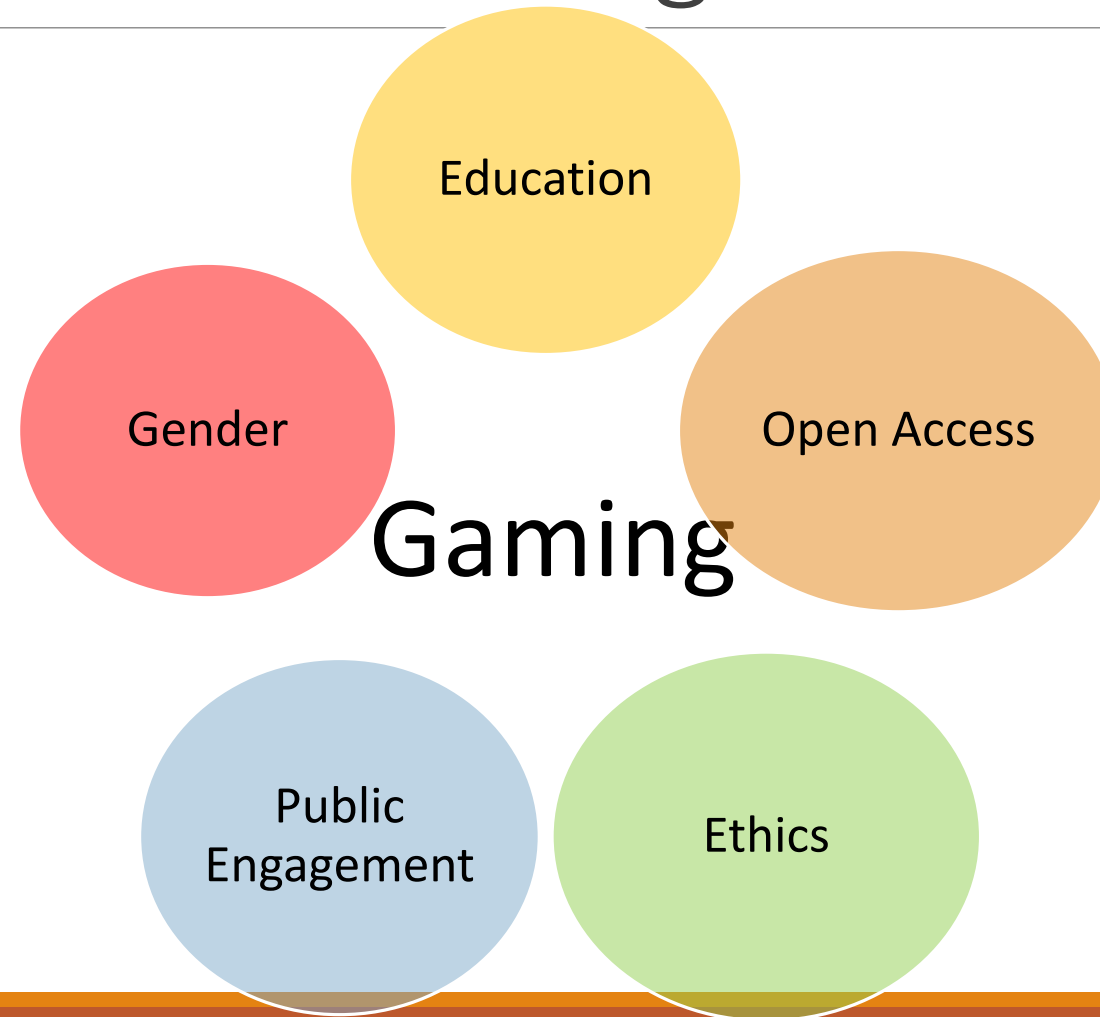 Education
Gender
Open Access
Gaming
Public
Engagement
Ethics